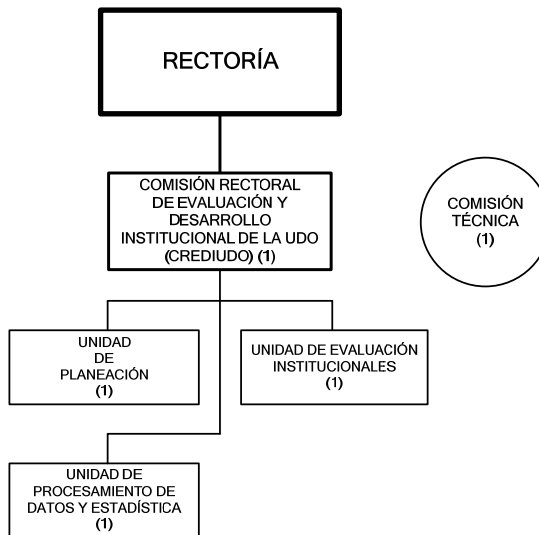 RECTORÍA
COMISIÓN RECTORAL
DE EVALUACIÓN Y
DESARROLLO
INSTITUCIONAL DE LA UDO
(CREDIUDO) (1)
COMISIÓN
TÉCNICA
(1)
UNIDAD
DE
PLANEACIÓN
(1)
UNIDAD DE EVALUACIÓN
INSTITUCIONALES
(1)
UNIDAD DE
PROCESAMIENTO DE
DATOS Y ESTADÍSTICA
(1)